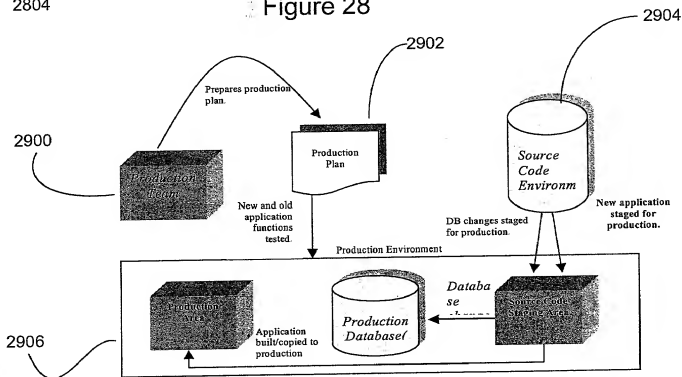 2804
Figure 28
2902
2904
Prepares production
plan.
2900
Production
Plan
Production
Team
Source
Code
Environm
New and old
application
functions
tested.
DB changes staged
for production.
New application
staged for
production.
Production Environment
Databa
se
Production
Source Code
Staging Area
Production
Database(
Application
built/copied to
production
2906